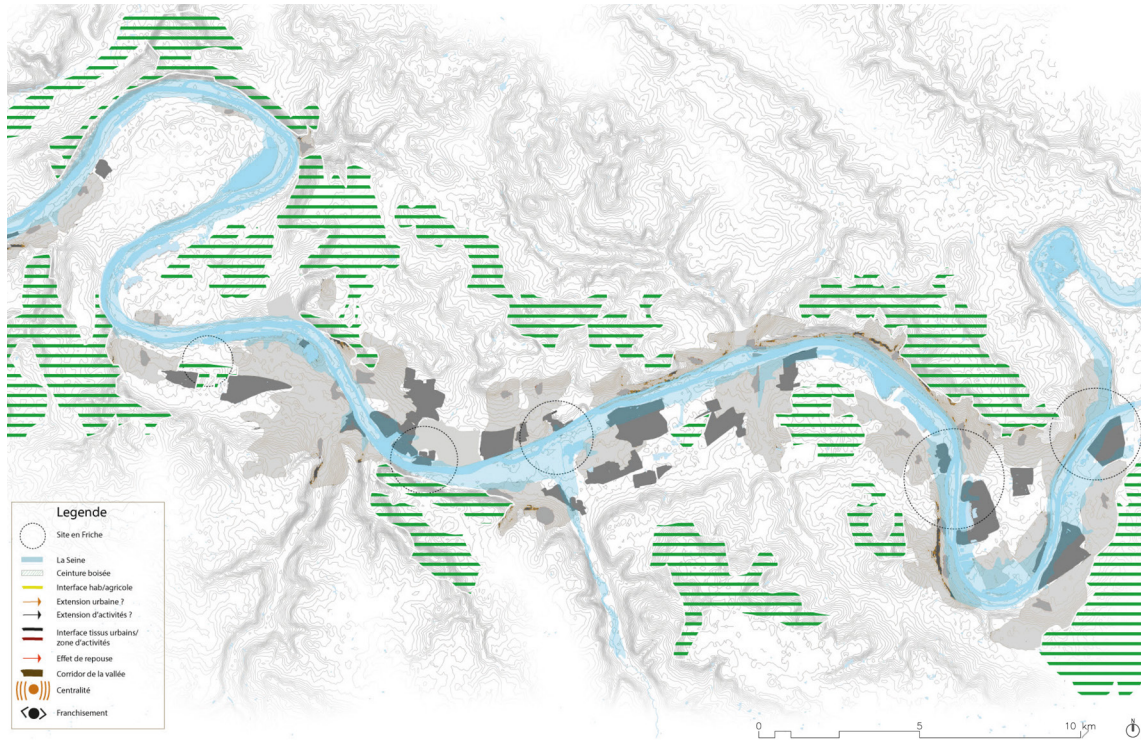 Legende
Site en Friche
La Seine
Ceinture boisée
Interface hab/agricole
Extension urbaine ?
Extension d'activités ?
Interface tissus urbains/
zone d'activités
Effet de repouse
Corridor de la vallée
Centralité
Franchisement
0 5 10 km
N